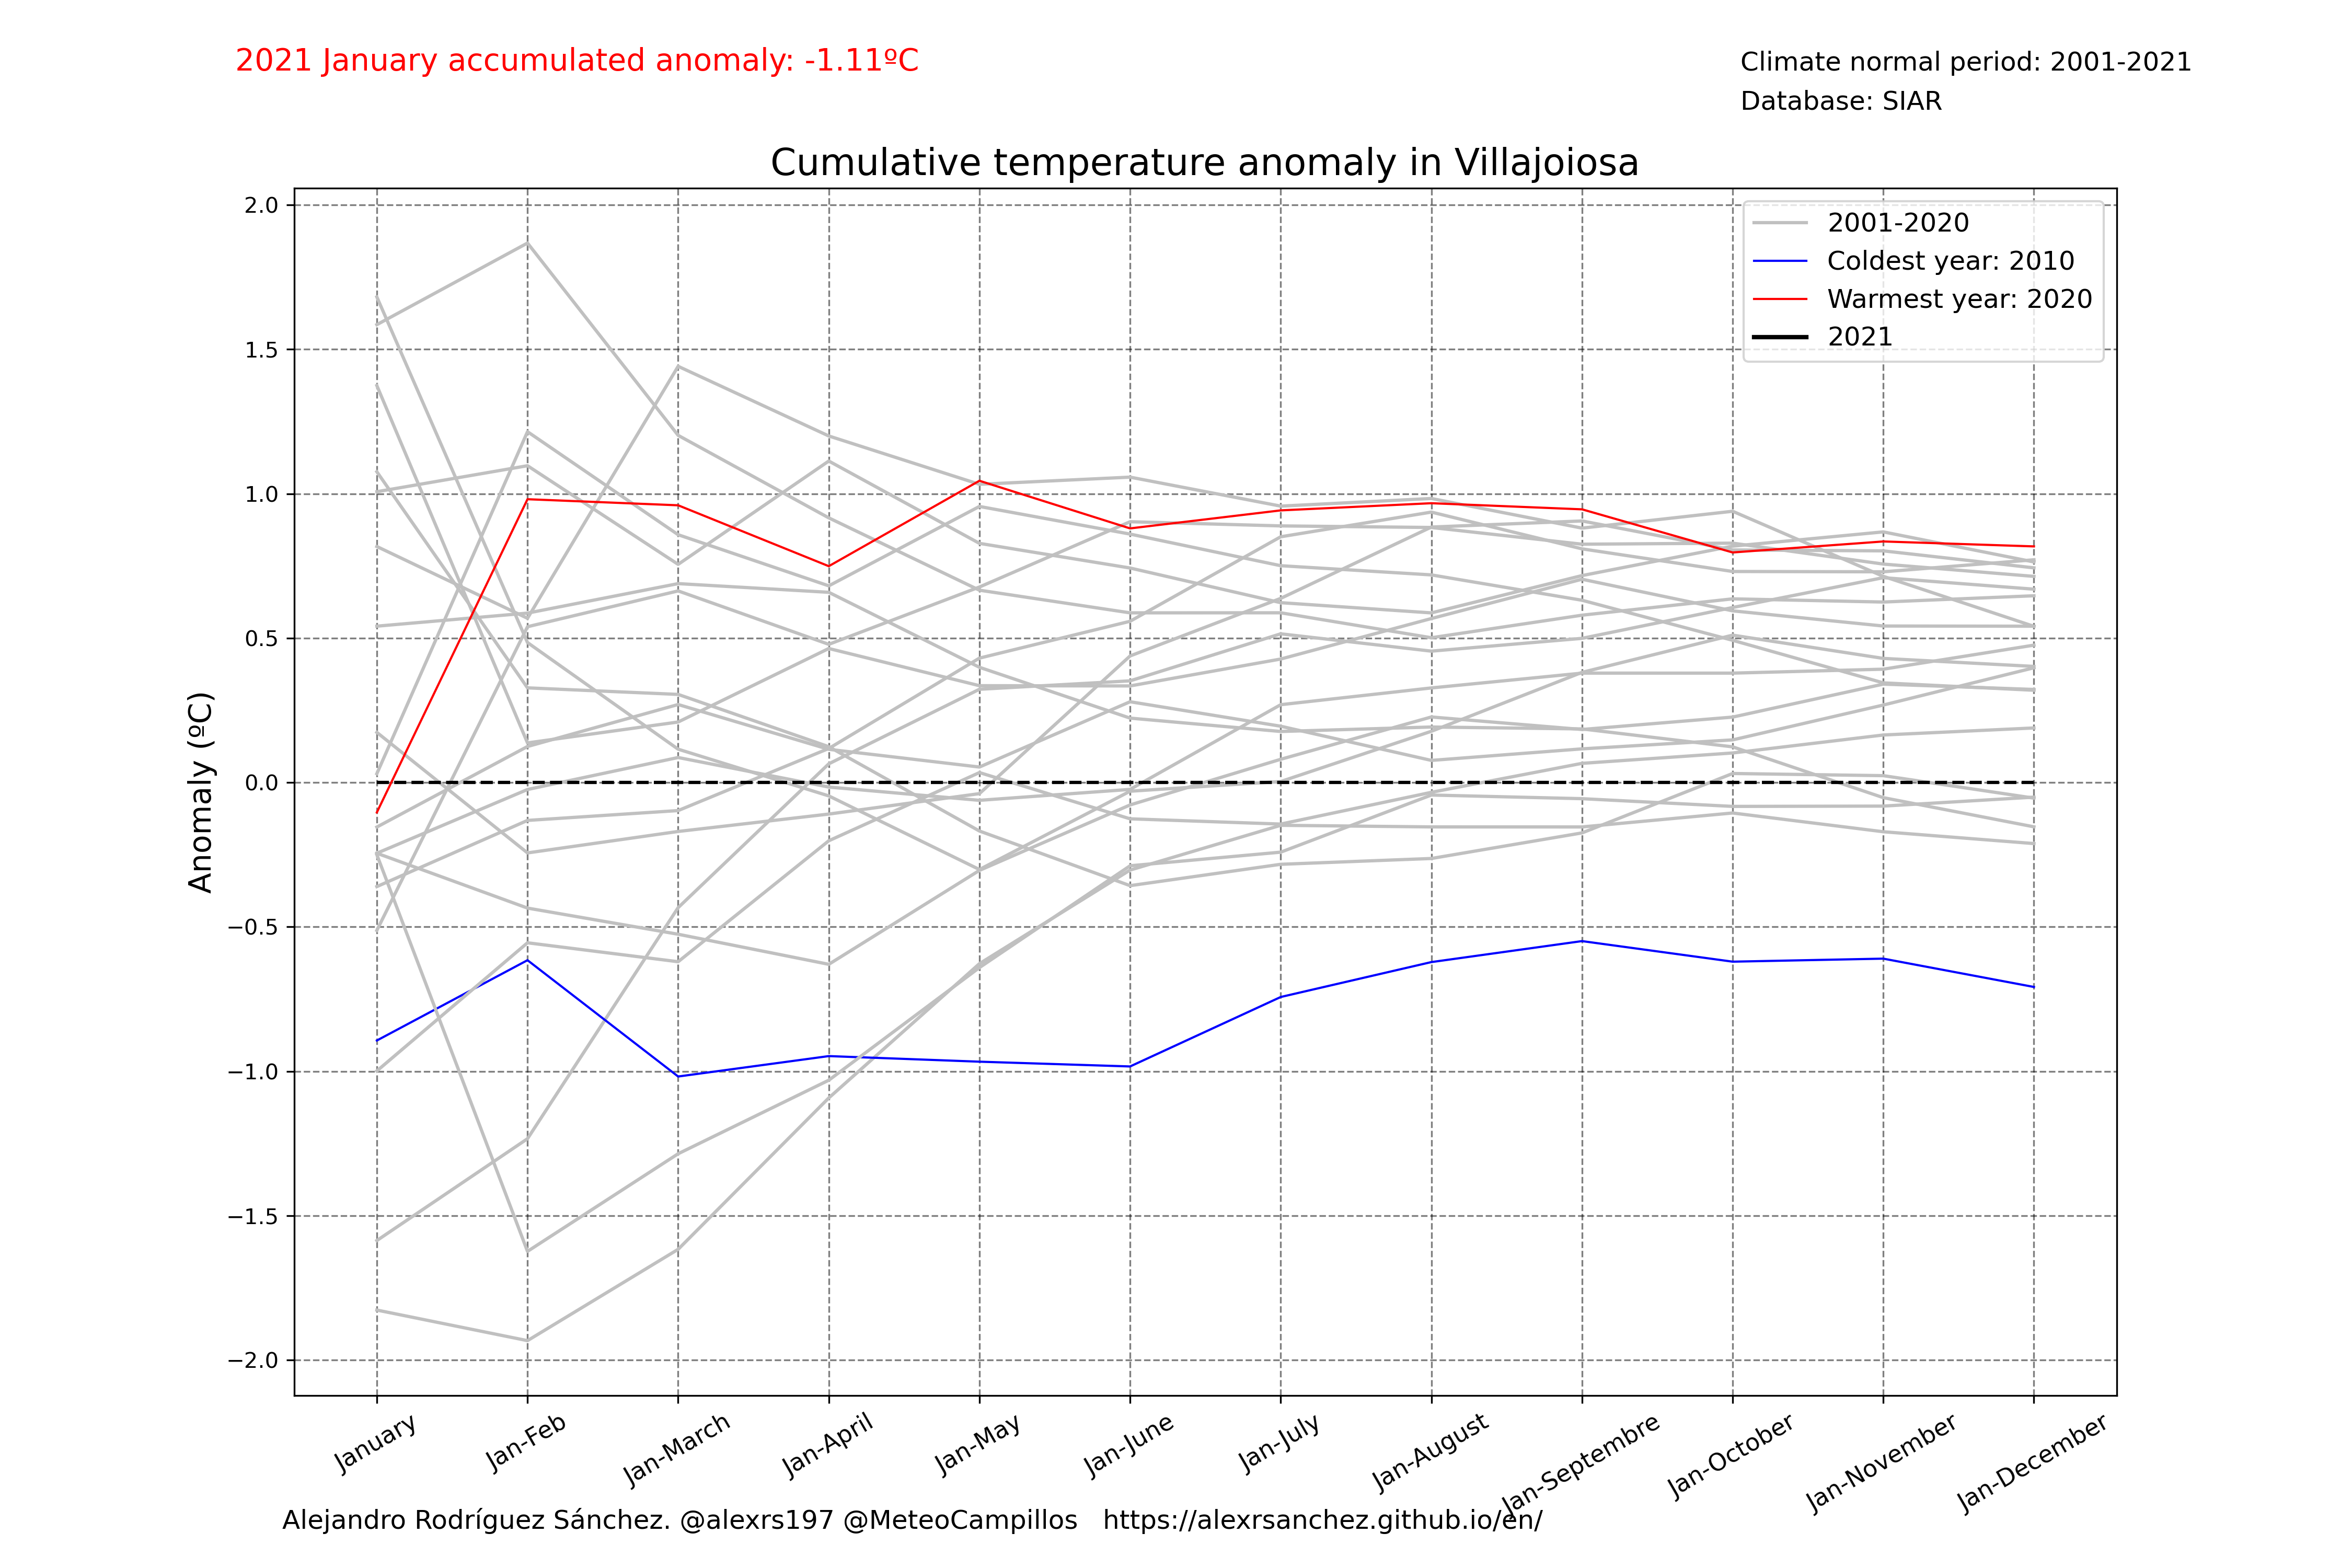 2021 January accumulated anomaly: -1.11ºC
Climate normal period: 2001-2021
Database: SIAR
Cumulative temperature anomaly in Villajoiosa
2001-2020
Coldest year: 2010
Warmest year: 2020
2021
Anomaly (ºC)
2.0
1.5
1.0
0.5
0.0
−0.5
−1.0
−1.5
−2.0
January
Jan-Feb
Jan-March
Jan-April
Jan-May
Jan-June
Jan-July
Jan-August
Jan-Septembre
Jan-October
Jan-November
Jan-December
Alejandro Rodríguez Sánchez. @alexrs197 @MeteoCampillos   https://alexrsanchez.github.io/en/